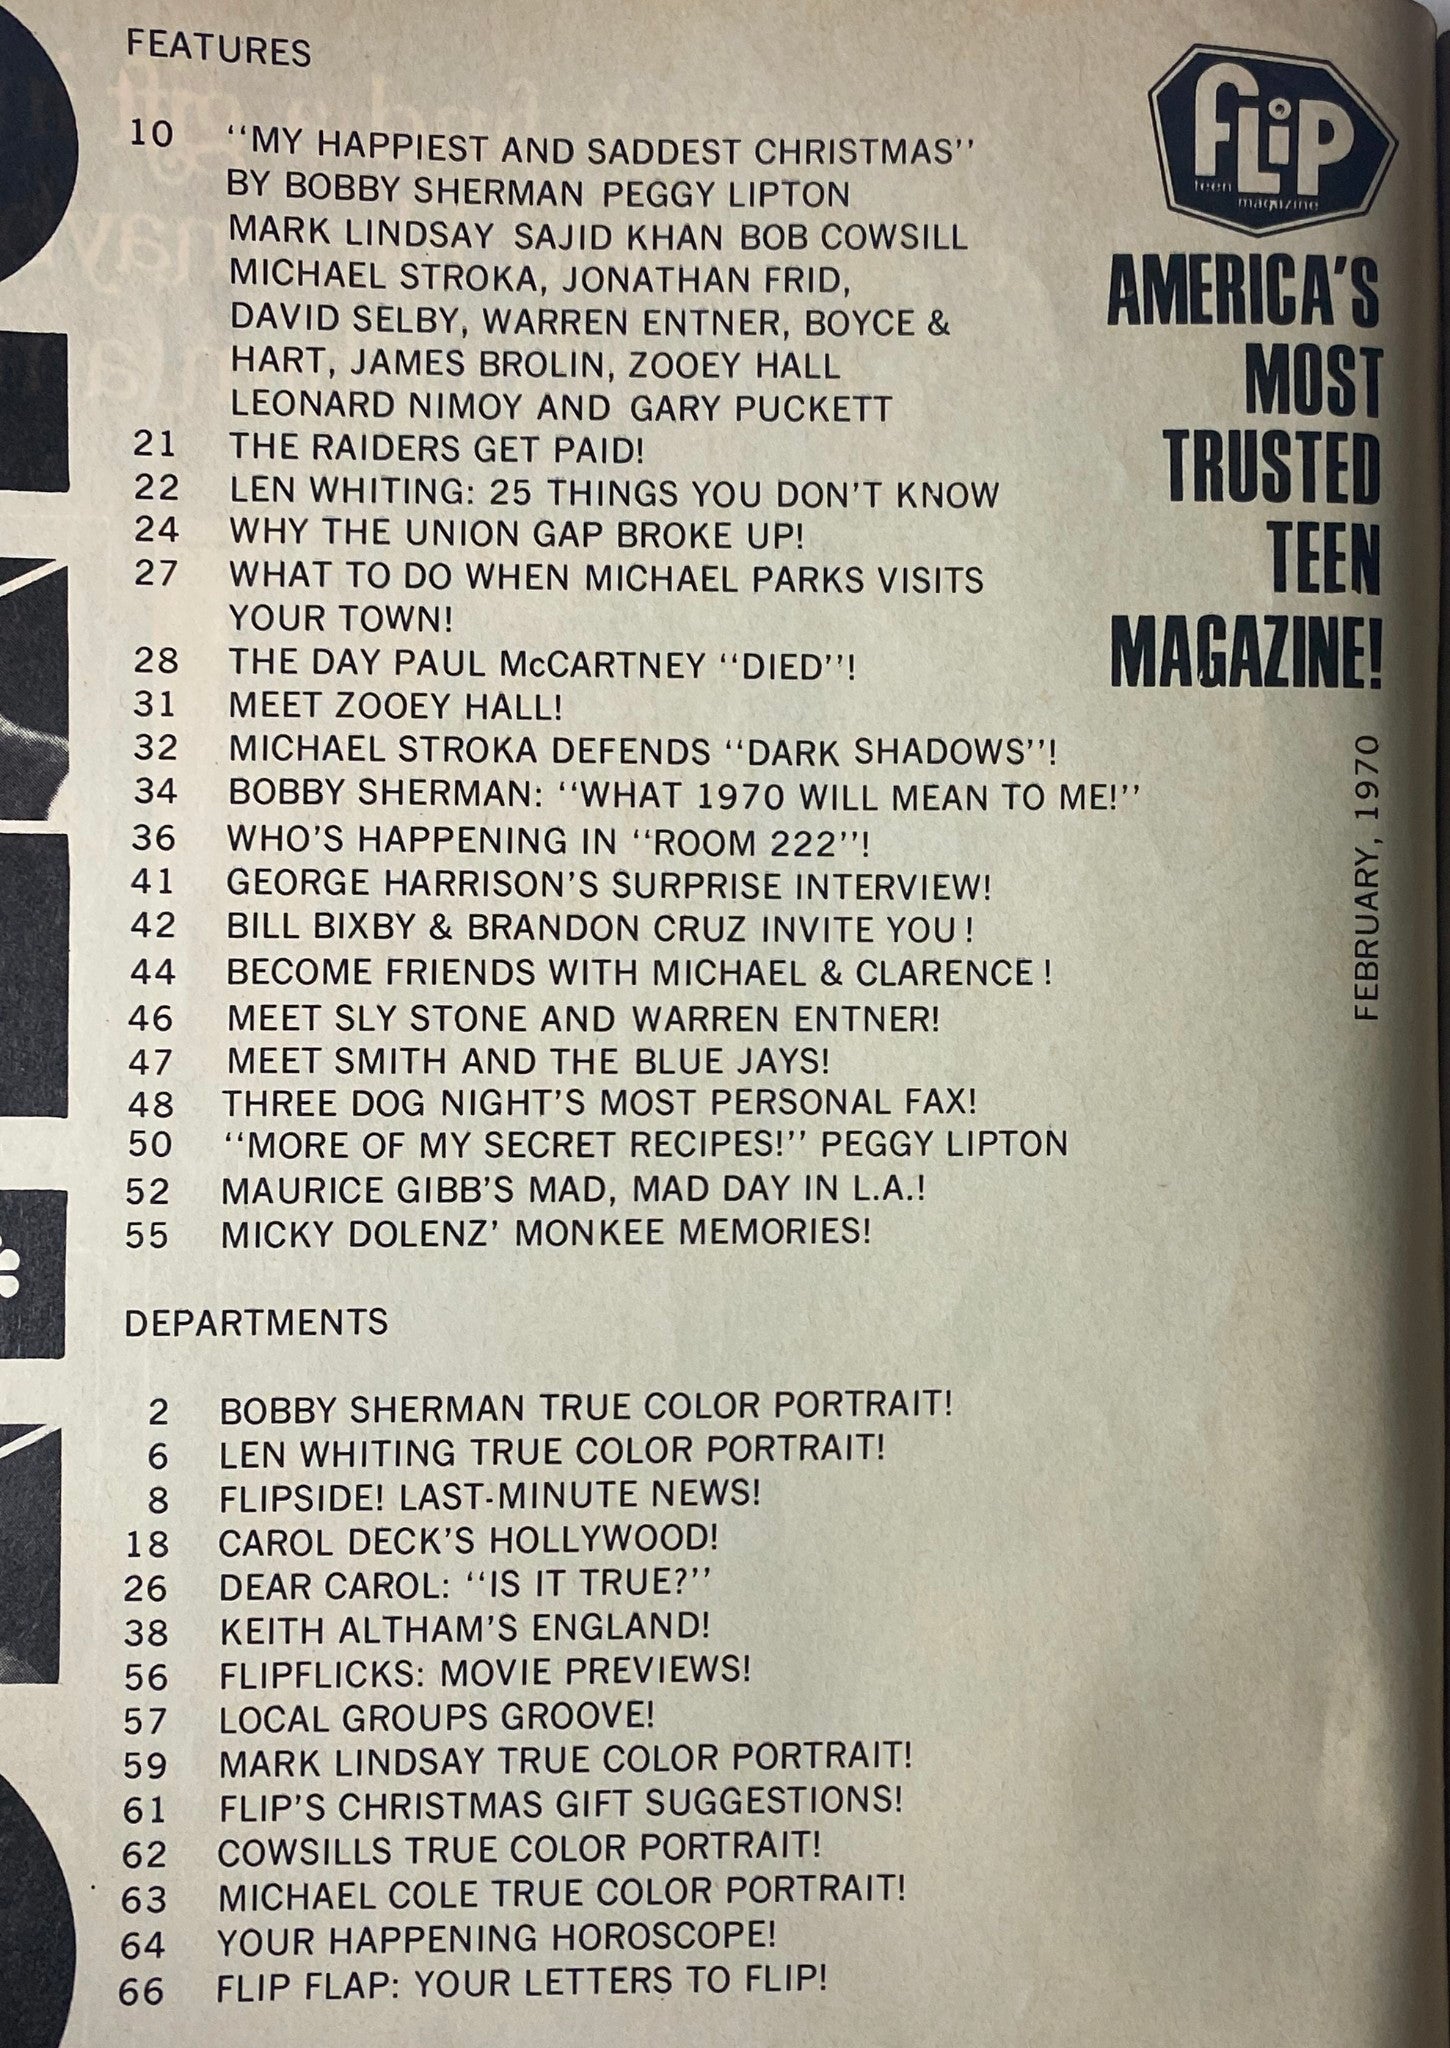 FEATURES
10 "MY HAPPIEST AND SADDEST CHRISTMAS"
BY BOBBY SHERMAN PEGGY LIPTON
MARK LINDSAY SAJID KHAN BOB COWSILL
MICHAEL STROKA, JONATHAN FRID,
DAVID SELBY, WARREN ENTNER, BOYCE &
HART, JAMES BROLIN, ZOOEY HALL
LEONARD NIMOY AND GARY PUCKETT
21 THE RAIDERS GET PAID!
22 LEN WHITING: 25 THINGS YOU DON'T KNOW
24 WHY THE UNION GAP BROKE UP!
27 WHAT TO DO WHEN MICHAEL PARKS VISITS
YOUR TOWN!
28 THE DAY PAUL McCARTNEY "DIED"!
31 MEET ZOOEY HALL!
32 MICHAEL STROKA DEFENDS "DARK SHADOWS"!
34 BOBBY SHERMAN: "WHAT 1970 WILL MEAN TO ME!"
36 WHO'S HAPPENING IN "ROOM 222"!
41 GEORGE HARRISON'S SURPRISE INTERVIEW!
42 BILL BIXBY & BRANDON CRUZ INVITE YOU!
44 BECOME FRIENDS WITH MICHAEL & CLARENCE!
46 MEET SLY STONE AND WARREN ENTNER!
47 MEET SMITH AND THE BLUE JAYS!
48 THREE DOG NIGHT'S MOST PERSONAL FAX!
50 "MORE OF MY SECRET RECIPES!" PEGGY LIPTON
52 MAURICE GIBB'S MAD, MAD DAY IN L.A.!
55 MICKY DOLENZ' MONKEE MEMORIES!
DEPARTMENTS
2 BOBBY SHERMAN TRUE COLOR PORTRAIT!
6 LEN WHITING TRUE COLOR PORTRAIT!
8 FLIPSIDE! LAST-MINUTE NEWS!
18 CAROL DECK'S HOLLYWOOD!
26 DEAR CAROL: "IS IT TRUE?"
38 KEITH ALTHAM'S ENGLAND!
56 FLIPFLICKS: MOVIE PREVIEWS!
57 LOCAL GROUPS GROOVE!
59 MARK LINDSAY TRUE COLOR PORTRAIT!
61 FLIP'S CHRISTMAS GIFT SUGGESTIONS!
62 COWSILLS TRUE COLOR PORTRAIT!
63 MICHAEL COLE TRUE COLOR PORTRAIT!
64 YOUR HAPPENING HOROSCOPE!
66 FLIP FLAP: YOUR LETTERS TO FLIP!
FLiP
teen
magazine
AMERICA'S
MOST
TRUSTED
TEEN
MAGAZINE!
FEBRUARY, 1970